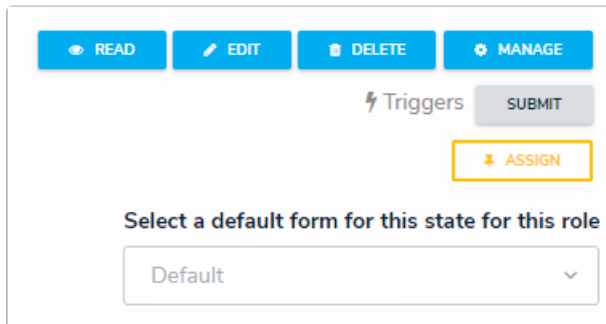 READ EDIT DELETE MANAGE
Triggers SUBMIT
ASSIGN
Select a default form for this state for this role
Default